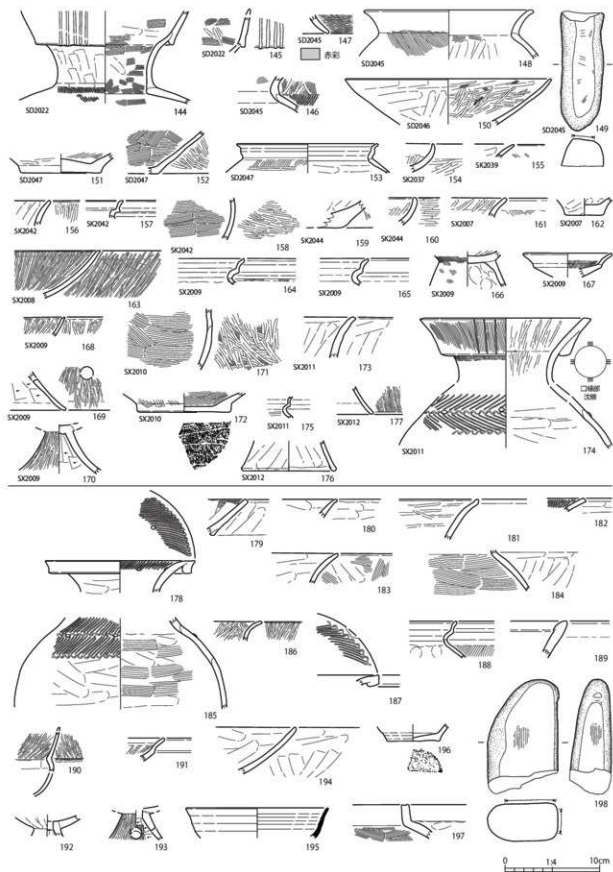 SD2022
144
SD2022
145
SD2045
147
赤彩
SD2045
146
SD2045
148
SD2046
150
SD2045
149
SD2047
151
SD2047
152
SD2047
153
SK2037
154
SK2039
155
SK2042
156
SK2042
157
SK2042
158
SK2044
159
SK2044
160
SX2007
161
SX2007
162
SX2008
163
SX2009
164
SX2009
165
SX2009
166
SX2009
167
168
SX2009
SX2010
171
SX2011
173
口縁部
沈線
SX2011
174
SX2009
169
SX2010
172
175
SX2011
SX2012
177
SX2009
170
SX2012
176
178
179
180
181
182
183
184
185
186
187
188
189
190
191
194
196
198
192
193
195
197
0 1:4 10cm